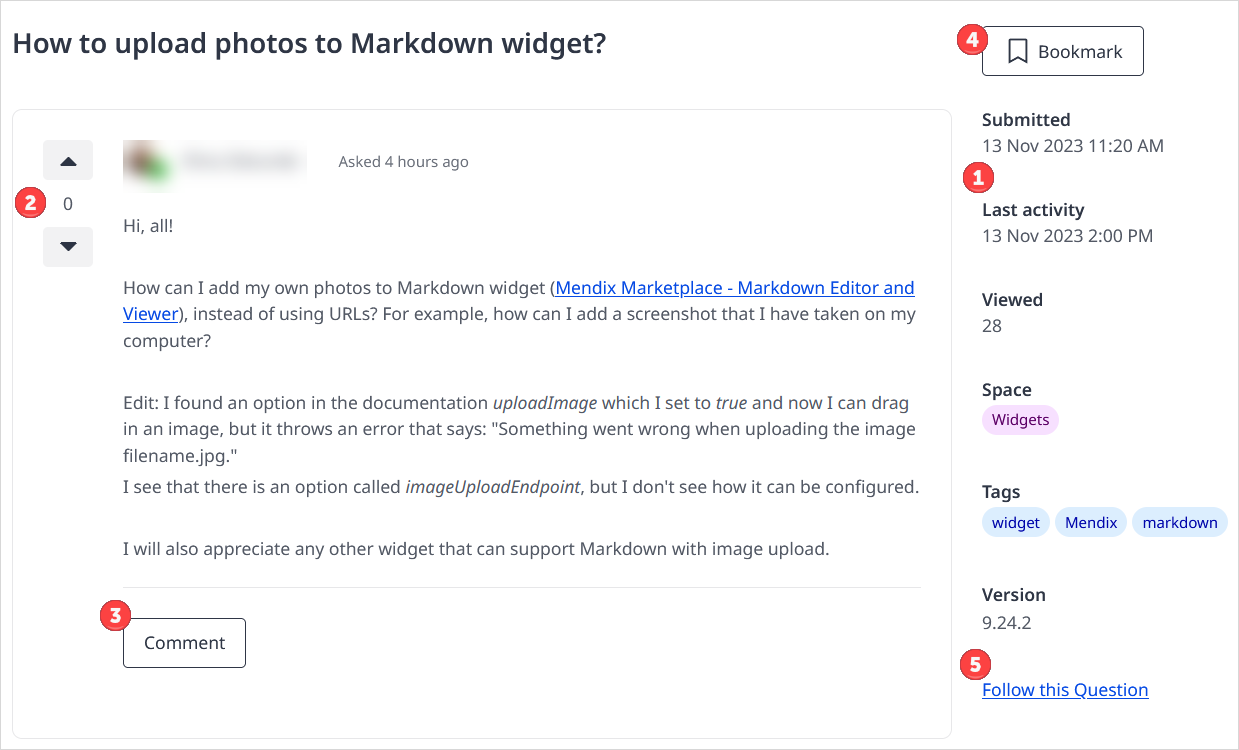 How to upload photos to Markdown widget?
4
Bookmark
Asked 4 hours ago
2
0
Hi, all!
How can I add my own photos to Markdown widget (Mendix Marketplace - Markdown Editor and
Viewer), instead of using URLs? For example, how can I add a screenshot that I have taken on my
computer?
Edit: I found an option in the documentation uploadImage which I set to true and now I can drag
in an image, but it throws an error that says: "Something went wrong when uploading the image
filename.jpg."
I see that there is an option called imageUploadEndpoint, but I don't see how it can be configured.
I will also appreciate any other widget that can support Markdown with image upload.
3
Comment
Submitted
13 Nov 2023 11:20 AM
1
Last activity
13 Nov 2023 2:00 PM
Viewed
28
Space
Widgets
Tags
widget Mendix markdown
Version
9.24.2
5
Follow this Question